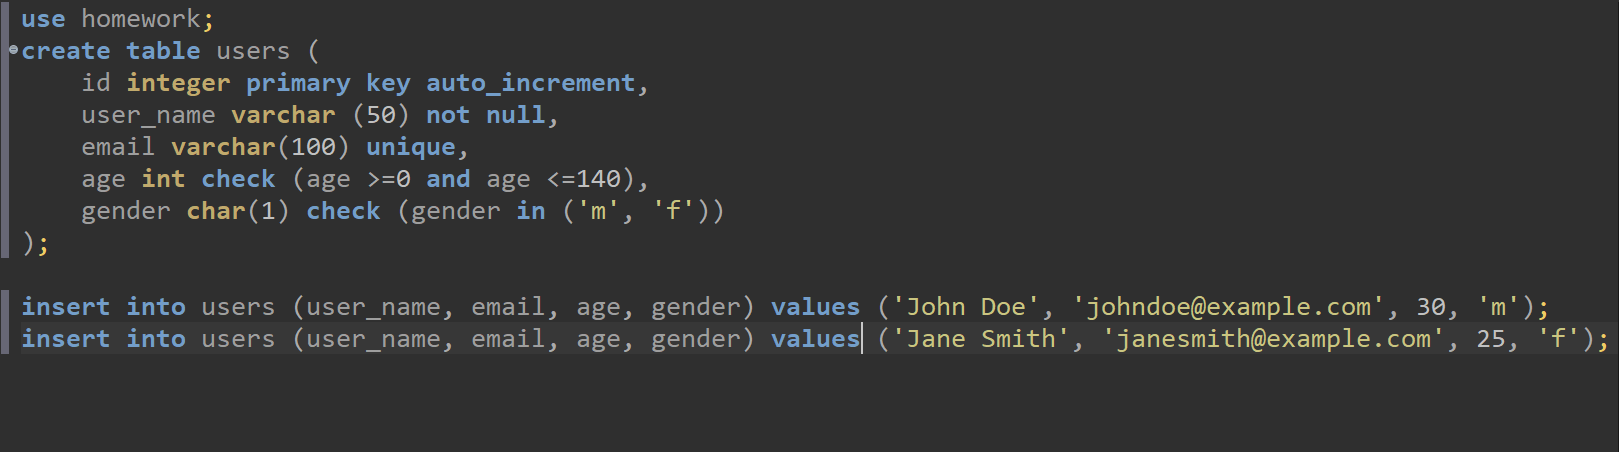 use homework;
create table users (
    id integer primary key auto_increment,
    user_name varchar (50) not null,
    email varchar(100) unique,
    age int check (age >=0 and age <=140),
    gender char(1) check (gender in ('m', 'f'))
);
insert into users (user_name, email, age, gender) values ('John Doe', 'johndoe@example.com', 30, 'm');
insert into users (user_name, email, age, gender) values ('Jane Smith', 'janesmith@example.com', 25, 'f');